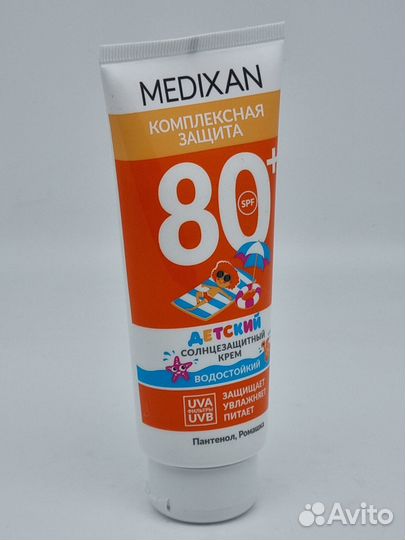 MEDIXAN
КОМПЛЕКСНАЯ
ЗАЩИТА
80+
SPF
ДЕТСКИЙ
СОЛНЦЕЗАЩИТНЫЙ
КРЕМ
ВОДОСТОЙКИЙ
UVA
ФИЛЬТРЫ
UVB
ЗАЩИЩАЕТ
УВЛАЖНЯЕТ
ПИТАЕТ
Пантенол, Ромашка
Avito